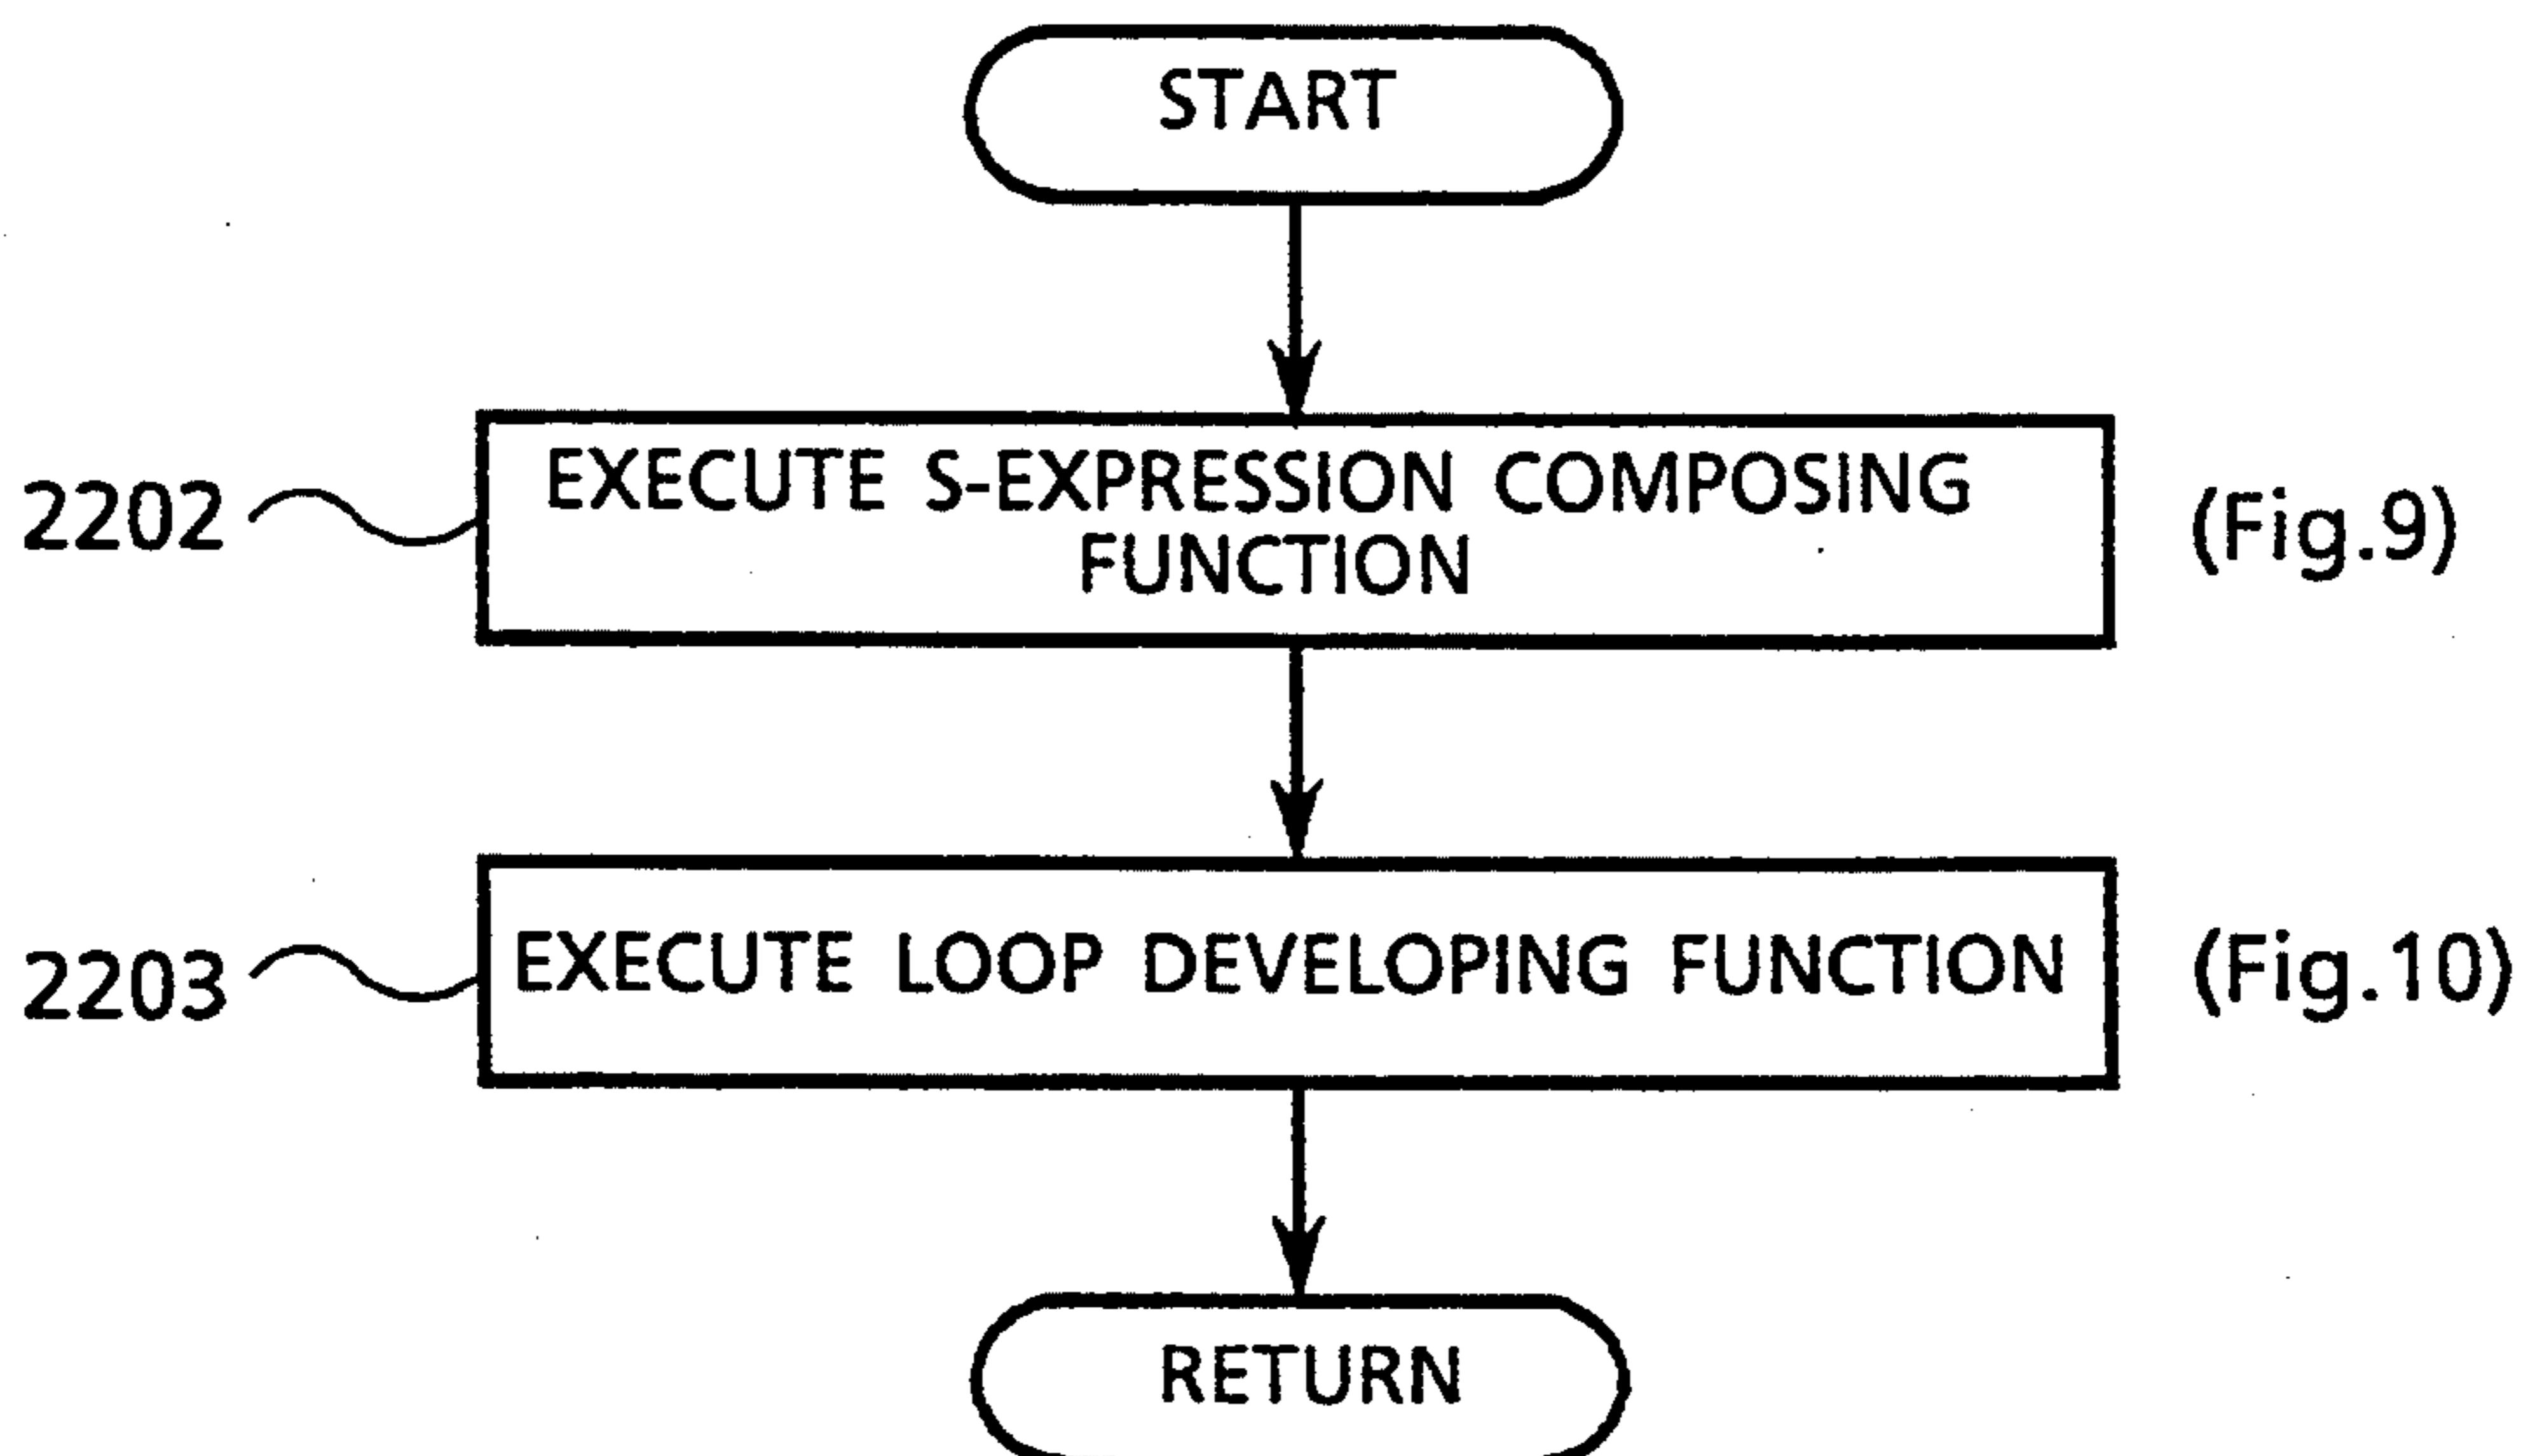 START
2202
EXECUTE S-EXPRESSION COMPOSING
FUNCTION
(Fig.9)
2203
EXECUTE LOOP DEVELOPING FUNCTION
(Fig.10)
RETURN